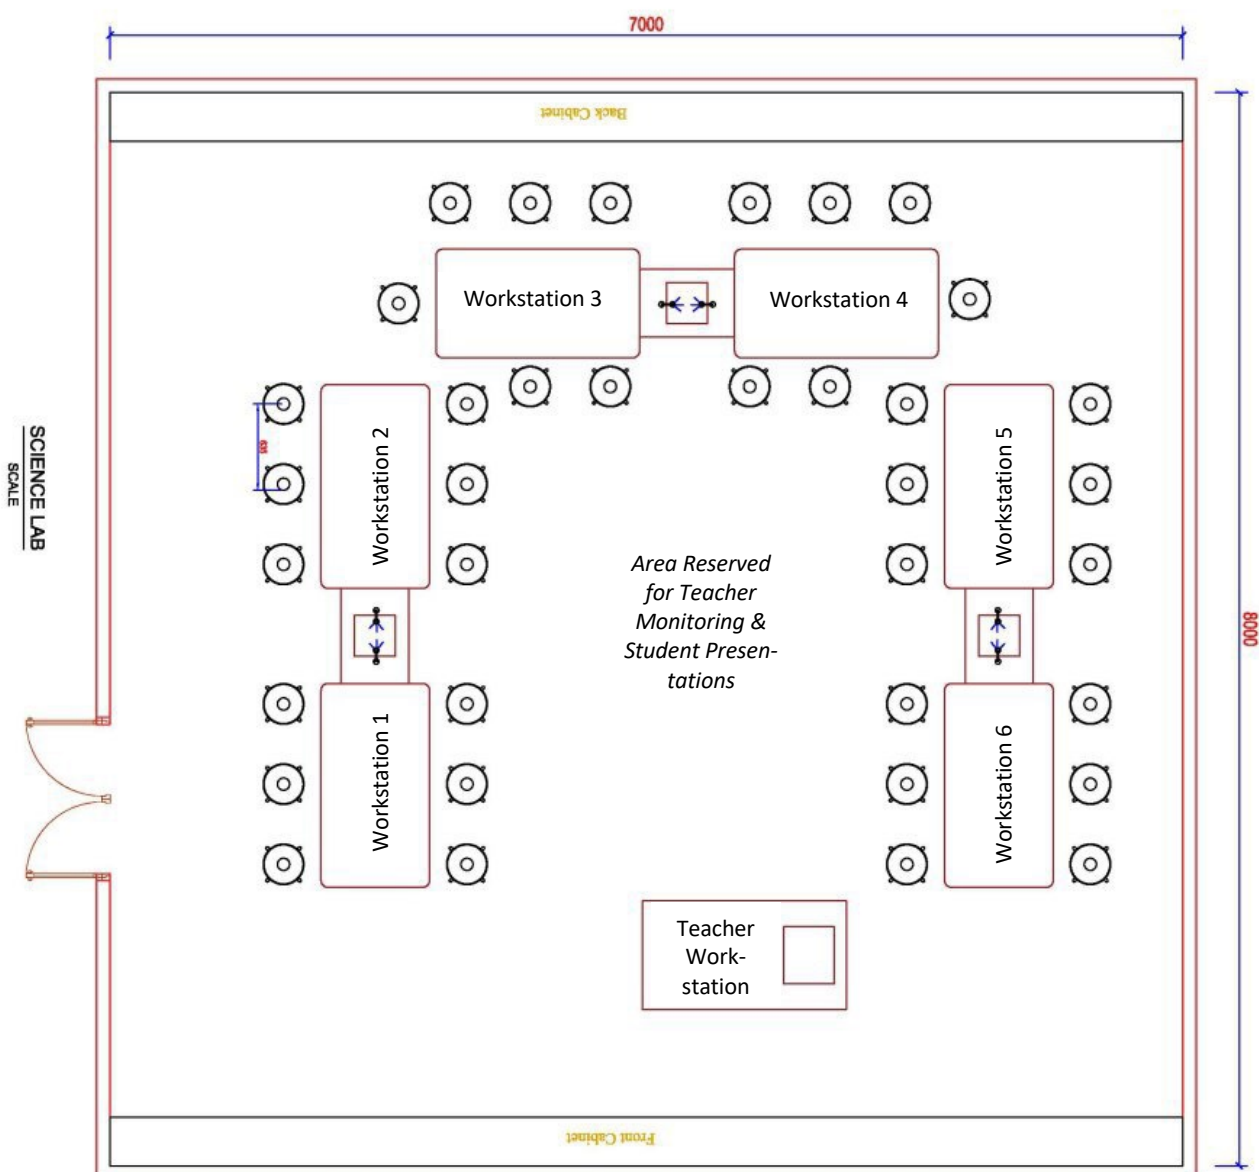 7000
Back Cabinet
Workstation 3
Workstation 4
SCIENCE LAB
SCALE
635
Workstation 2
Workstation 5
Area Reserved
for Teacher
Monitoring &
Student Presen-
tations
8000
Workstation 1
Workstation 6
Teacher
Work-
station
Front Cabinet